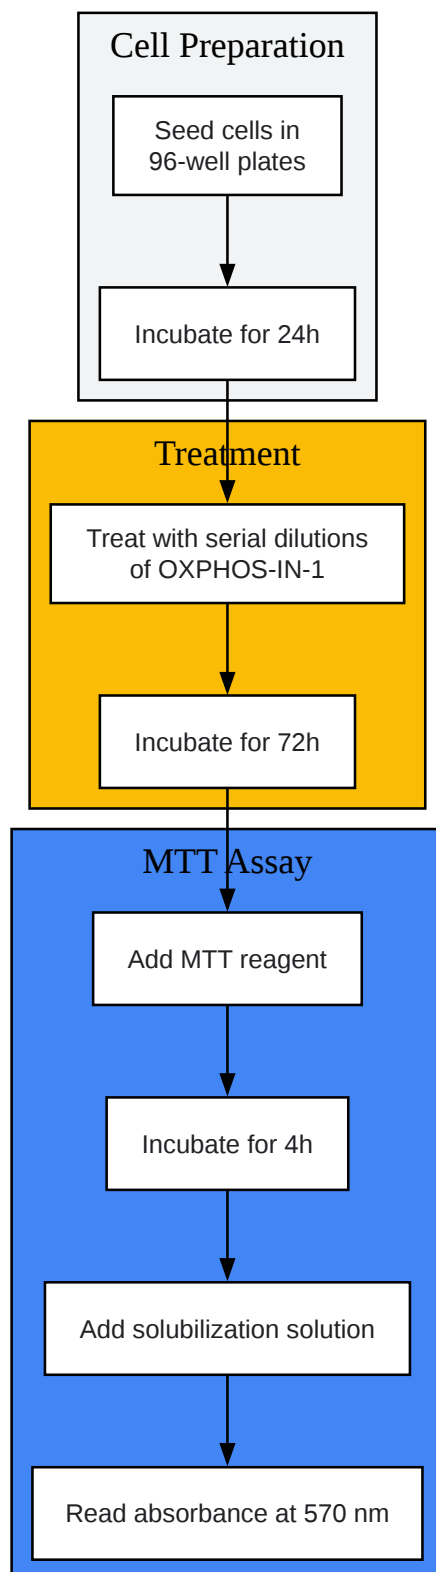 Cell Preparation
Seed cells in
96-well plates
Incubate for 24h
Treatment
Treat with serial dilutions
of OXPHOS-IN-1
Incubate for 72h
MTT Assay
Add MTT reagent
Incubate for 4h
Add solubilization solution
Read absorbance at 570 nm